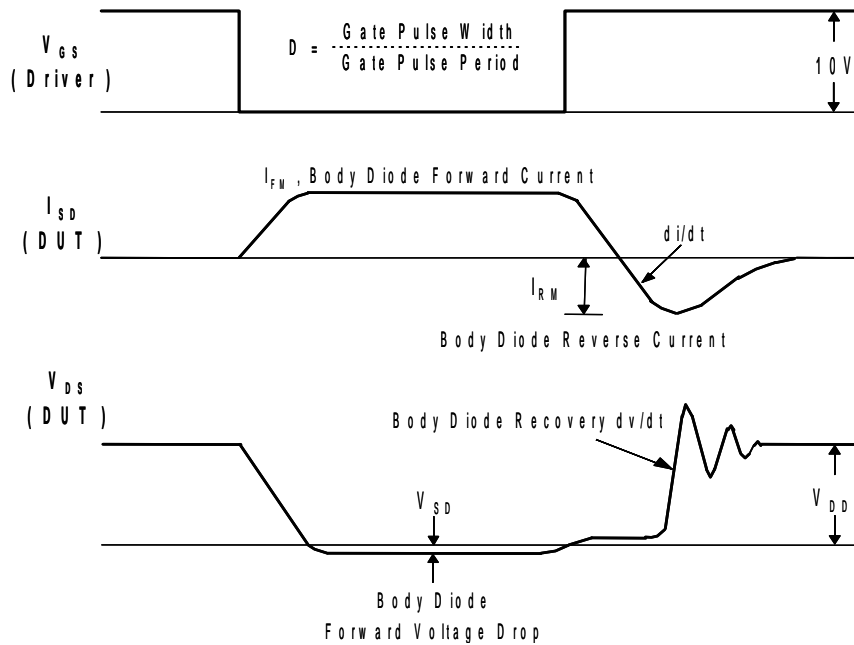 V GS
(Driver)
D = Gate Pulse Width
Gate Pulse Period
10V
I FM , Body Diode Forward Current
I SD
(DUT)
di/dt
I RM
Body Diode Reverse Current
V DS
(DUT)
Body Diode Recovery dv/dt
V SD
V DD
Body Diode
Forward Voltage Drop